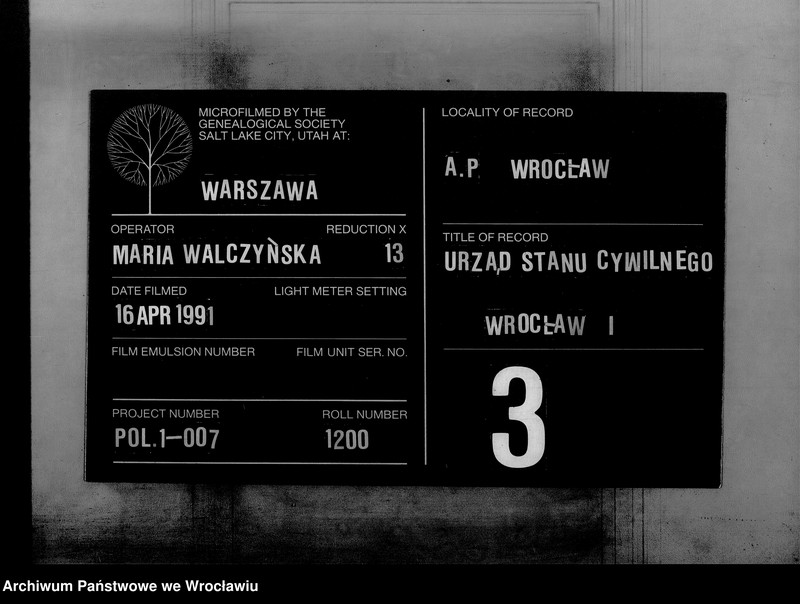 MICROFILMED BY THE
GENEALOGICAL SOCIETY
SALT LAKE CITY, UTAH AT:
WARSZAWA
OPERATOR REDUCTION X
MARIA WALCZYŃSKA 13
DATE FILMED LIGHT METER SETTING
16 APR 1991
FILM EMULSION NUMBER FILM UNIT SER. NO.
PROJECT NUMBER ROLL NUMBER
POL.1-007 1200
LOCALITY OF RECORD
A.P. WROCŁAW
TITLE OF RECORD
URZĄD STANU CYWILNEGO
WROCŁAW I
3
Archiwum Państwowe we Wrocławiu